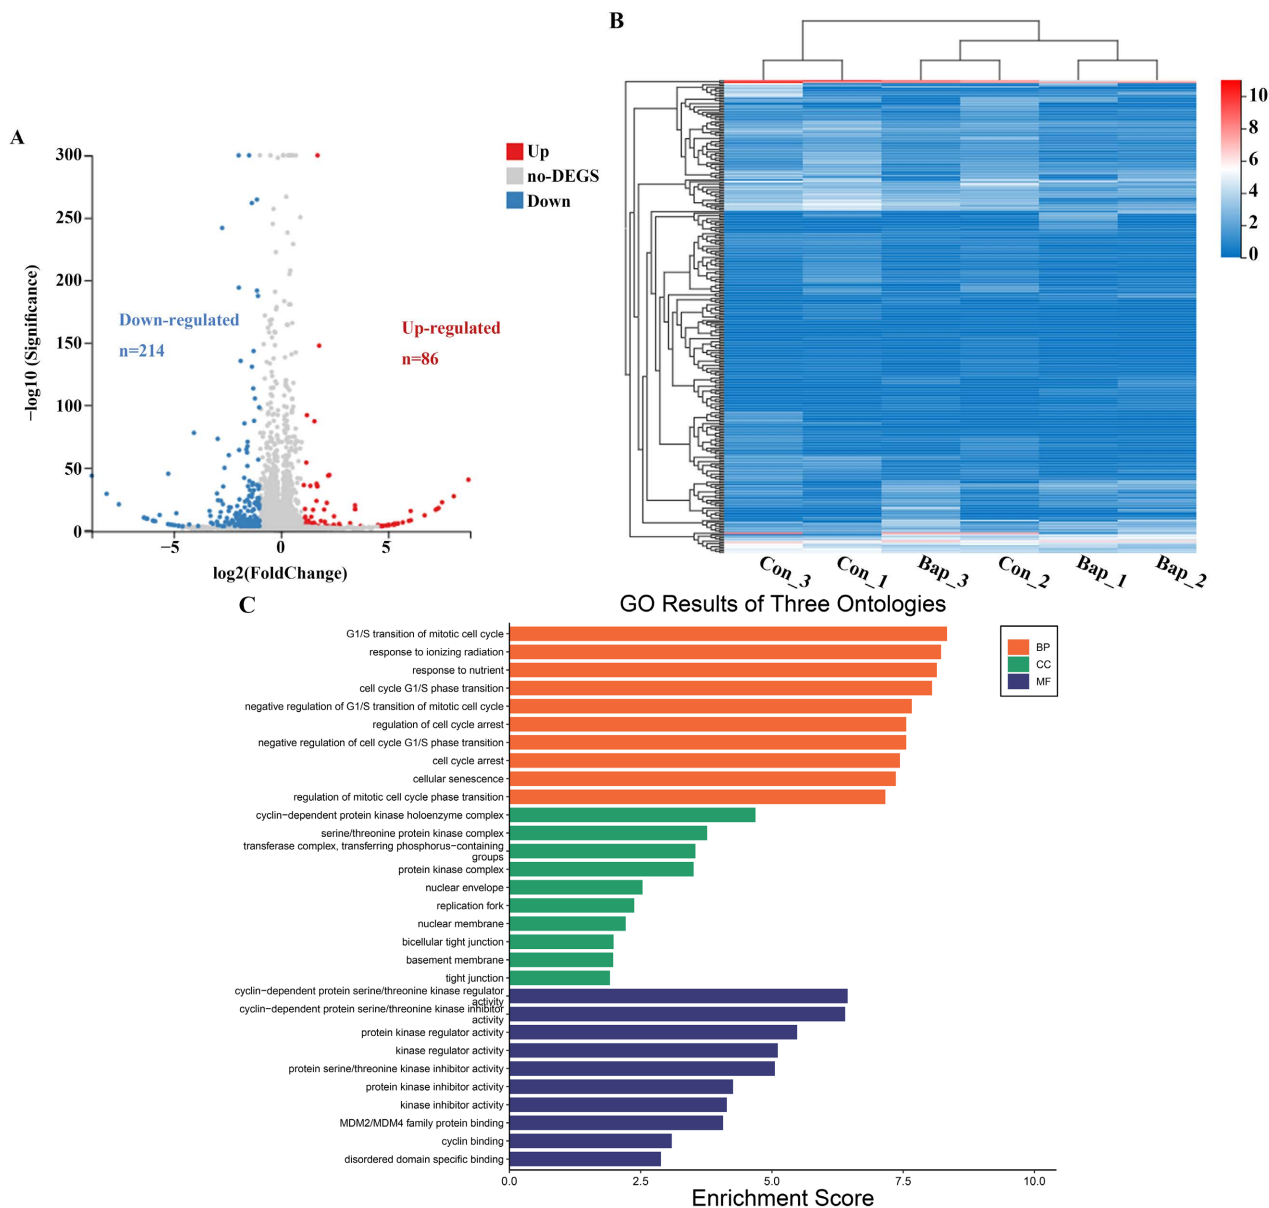 A
300
250
200
150
100
50
0
−log10 (Significance)
−5
0
5
log2(FoldChange)
Down-regulated
n=214
Up-regulated
n=86
Up
no-DEGS
Down
B
10
8
6
4
2
0
Con_3
Con_1
Bap_3
Con_2
Bap_1
Bap_2
C
GO Results of Three Ontologies
G1/S transition of mitotic cell cycle
response to ionizing radiation
response to nutrient
cell cycle G1/S phase transition
negative regulation of G1/S transition of mitotic cell cycle
regulation of cell cycle arrest
negative regulation of cell cycle G1/S phase transition
cell cycle arrest
cellular senescence
regulation of mitotic cell cycle phase transition
cyclin−dependent protein kinase holoenzyme complex
serine/threonine protein kinase complex
transferase complex, transferring phosphorus−containing
groups
protein kinase complex
nuclear envelope
replication fork
nuclear membrane
bicellular tight junction
basement membrane
tight junction
cyclin−dependent protein serine/threonine kinase regulator
activity
cyclin−dependent protein serine/threonine kinase inhibitor
activity
protein kinase regulator activity
kinase regulator activity
protein serine/threonine kinase inhibitor activity
protein kinase inhibitor activity
kinase inhibitor activity
MDM2/MDM4 family protein binding
cyclin binding
disordered domain specific binding
0.0
2.5
5.0
7.5
10.0
Enrichment Score
BP
CC
MF